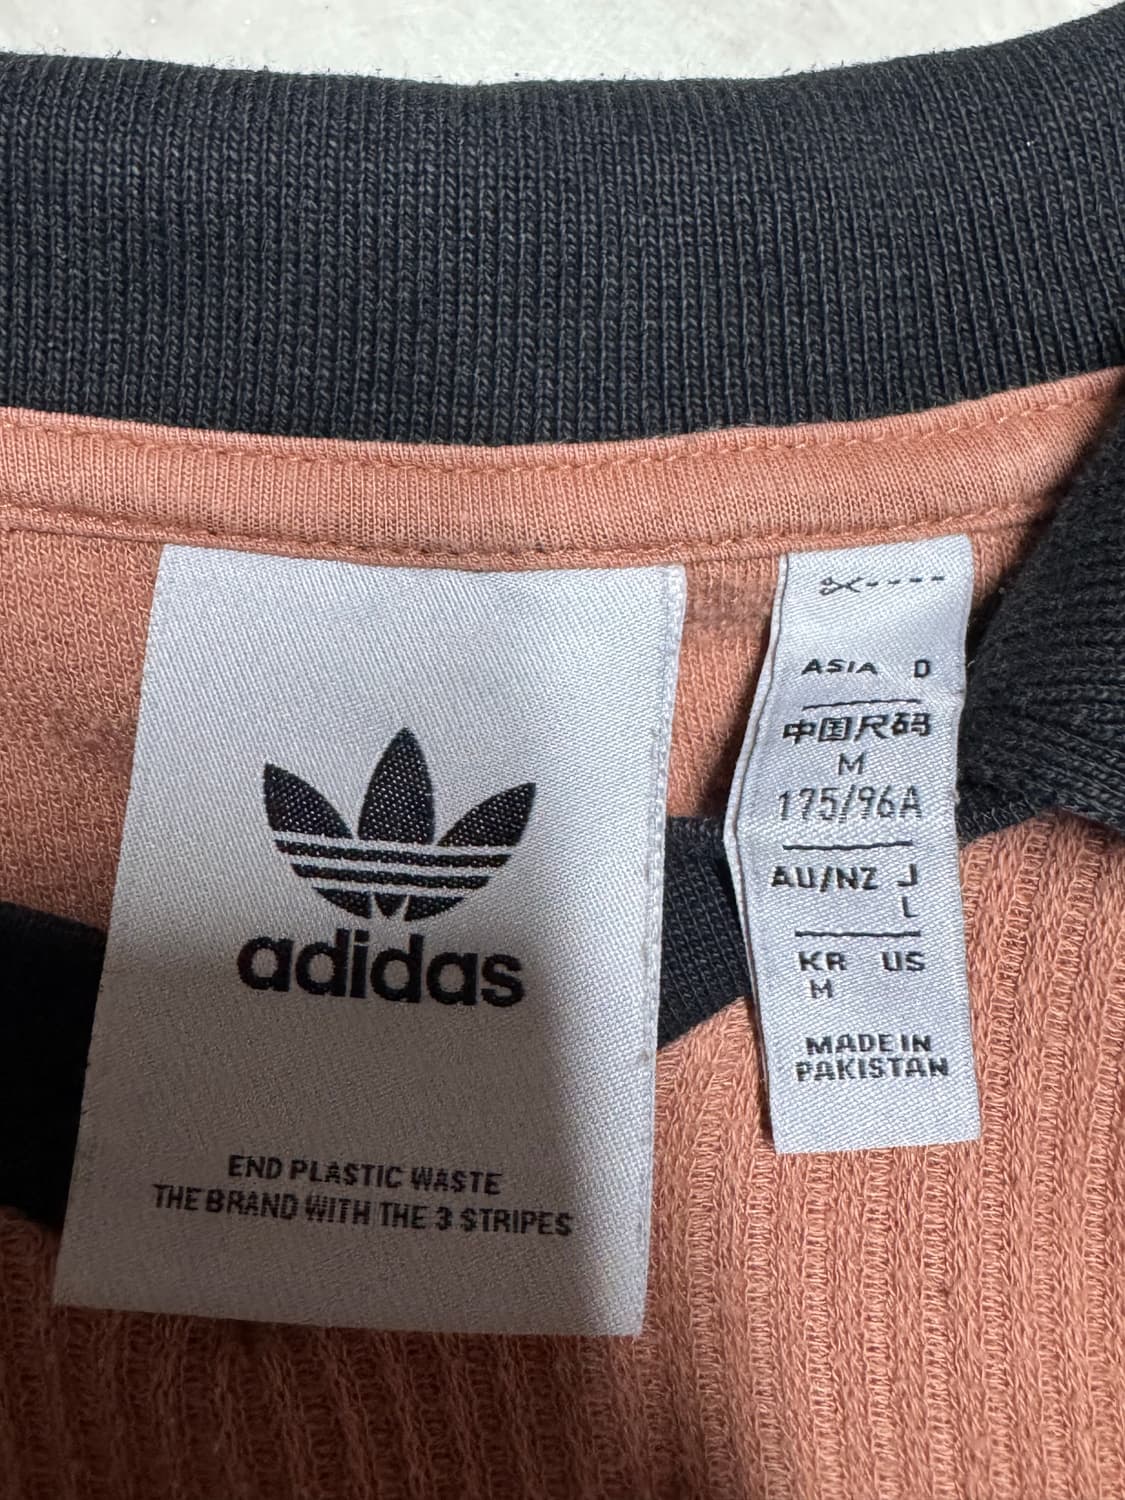 adidas
END PLASTIC WASTE
THE BRAND WITH THE 3 STRIPES
ASIA D
中国尺码
M
175/96A
AU/NZ J
L
KR US
M
MADE IN
PAKISTAN